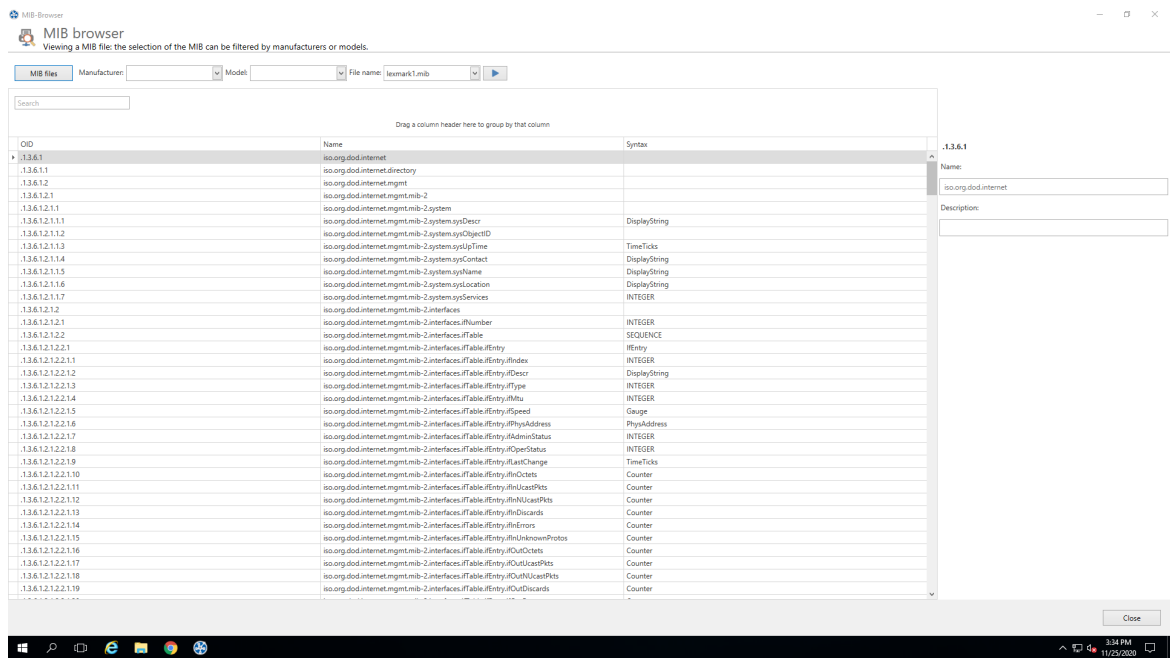 MIB-Browser
MIB browser
Viewing a MIB file: the selection of the MIB can be filtered by manufacturers or models.
MIB files Manufacturer: Model: File name: lexmark1.mib
Search
Drag a column header here to group by that column
OID Name Syntax
.1.3.6.1 iso.org.dod.internet
.1.3.6.1.1 iso.org.dod.internet.directory
.1.3.6.1.2 iso.org.dod.internet.mgmt
.1.3.6.1.2.1 iso.org.dod.internet.mgmt.mib-2
.1.3.6.1.2.1.1 iso.org.dod.internet.mgmt.mib-2.system
.1.3.6.1.2.1.1.1 iso.org.dod.internet.mgmt.mib-2.system.sysDescr DisplayString
.1.3.6.1.2.1.1.2 iso.org.dod.internet.mgmt.mib-2.system.sysObjectID
.1.3.6.1.2.1.1.3 iso.org.dod.internet.mgmt.mib-2.system.sysUpTime TimeTicks
.1.3.6.1.2.1.1.4 iso.org.dod.internet.mgmt.mib-2.system.sysContact DisplayString
.1.3.6.1.2.1.1.5 iso.org.dod.internet.mgmt.mib-2.system.sysName DisplayString
.1.3.6.1.2.1.1.6 iso.org.dod.internet.mgmt.mib-2.system.sysLocation DisplayString
.1.3.6.1.2.1.1.7 iso.org.dod.internet.mgmt.mib-2.system.sysServices INTEGER
.1.3.6.1.2.1.2 iso.org.dod.internet.mgmt.mib-2.interfaces
.1.3.6.1.2.1.2.1 iso.org.dod.internet.mgmt.mib-2.interfaces.ifNumber INTEGER
.1.3.6.1.2.1.2.2 iso.org.dod.internet.mgmt.mib-2.interfaces.ifTable SEQUENCE
.1.3.6.1.2.1.2.2.1 iso.org.dod.internet.mgmt.mib-2.interfaces.ifTable.ifEntry IfEntry
.1.3.6.1.2.1.2.2.1.1 iso.org.dod.internet.mgmt.mib-2.interfaces.ifTable.ifEntry.ifIndex INTEGER
.1.3.6.1.2.1.2.2.1.2 iso.org.dod.internet.mgmt.mib-2.interfaces.ifTable.ifEntry.ifDescr DisplayString
.1.3.6.1.2.1.2.2.1.3 iso.org.dod.internet.mgmt.mib-2.interfaces.ifTable.ifEntry.ifType INTEGER
.1.3.6.1.2.1.2.2.1.4 iso.org.dod.internet.mgmt.mib-2.interfaces.ifTable.ifEntry.ifMtu INTEGER
.1.3.6.1.2.1.2.2.1.5 iso.org.dod.internet.mgmt.mib-2.interfaces.ifTable.ifEntry.ifSpeed Gauge
.1.3.6.1.2.1.2.2.1.6 iso.org.dod.internet.mgmt.mib-2.interfaces.ifTable.ifEntry.ifPhysAddress PhysAddress
.1.3.6.1.2.1.2.2.1.7 iso.org.dod.internet.mgmt.mib-2.interfaces.ifTable.ifEntry.ifAdminStatus INTEGER
.1.3.6.1.2.1.2.2.1.8 iso.org.dod.internet.mgmt.mib-2.interfaces.ifTable.ifEntry.ifOperStatus INTEGER
.1.3.6.1.2.1.2.2.1.9 iso.org.dod.internet.mgmt.mib-2.interfaces.ifTable.ifEntry.ifLastChange TimeTicks
.1.3.6.1.2.1.2.2.1.10 iso.org.dod.internet.mgmt.mib-2.interfaces.ifTable.ifEntry.ifInOctets Counter
.1.3.6.1.2.1.2.2.1.11 iso.org.dod.internet.mgmt.mib-2.interfaces.ifTable.ifEntry.ifInUcastPkts Counter
.1.3.6.1.2.1.2.2.1.12 iso.org.dod.internet.mgmt.mib-2.interfaces.ifTable.ifEntry.ifInNUcastPkts Counter
.1.3.6.1.2.1.2.2.1.13 iso.org.dod.internet.mgmt.mib-2.interfaces.ifTable.ifEntry.ifInDiscards Counter
.1.3.6.1.2.1.2.2.1.14 iso.org.dod.internet.mgmt.mib-2.interfaces.ifTable.ifEntry.ifInErrors Counter
.1.3.6.1.2.1.2.2.1.15 iso.org.dod.internet.mgmt.mib-2.interfaces.ifTable.ifEntry.ifInUnknownProtos Counter
.1.3.6.1.2.1.2.2.1.16 iso.org.dod.internet.mgmt.mib-2.interfaces.ifTable.ifEntry.ifOutOctets Counter
.1.3.6.1.2.1.2.2.1.17 iso.org.dod.internet.mgmt.mib-2.interfaces.ifTable.ifEntry.ifOutUcastPkts Counter
.1.3.6.1.2.1.2.2.1.18 iso.org.dod.internet.mgmt.mib-2.interfaces.ifTable.ifEntry.ifOutNUcastPkts Counter
.1.3.6.1.2.1.2.2.1.19 iso.org.dod.internet.mgmt.mib-2.interfaces.ifTable.ifEntry.ifOutDiscards Counter
.1.3.6.1
Name:
iso.org.dod.internet
Description:
Close
3:34 PM
11/25/2020